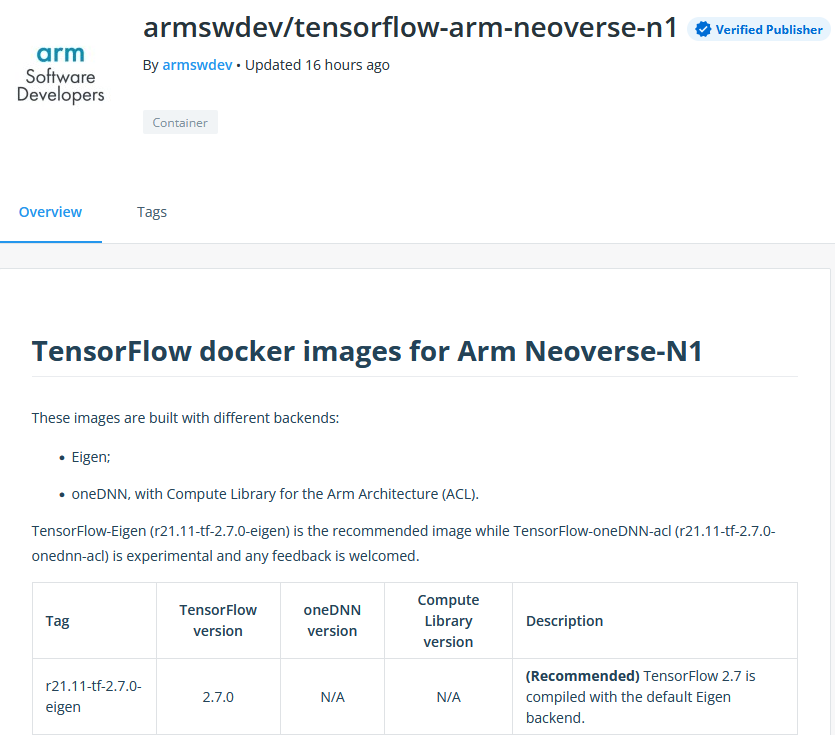 armswdev/tensorflow-arm-neoverse-n1
Verified Publisher
arm
Software
Developers
By armswdev • Updated 16 hours ago
Container
Overview
Tags
TensorFlow docker images for Arm Neoverse-N1
These images are built with different backends:
• Eigen;
• oneDNN, with Compute Library for the Arm Architecture (ACL).
TensorFlow-Eigen (r21.11-tf-2.7.0-eigen) is the recommended image while TensorFlow-oneDNN-acl (r21.11-tf-2.7.0-
onednn-acl) is experimental and any feedback is welcomed.
Tag
TensorFlow
version
oneDNN
version
Compute
Library
version
Description
r21.11-tf-2.7.0-
eigen
2.7.0
N/A
N/A
(Recommended) TensorFlow 2.7 is
compiled with the default Eigen
backend.